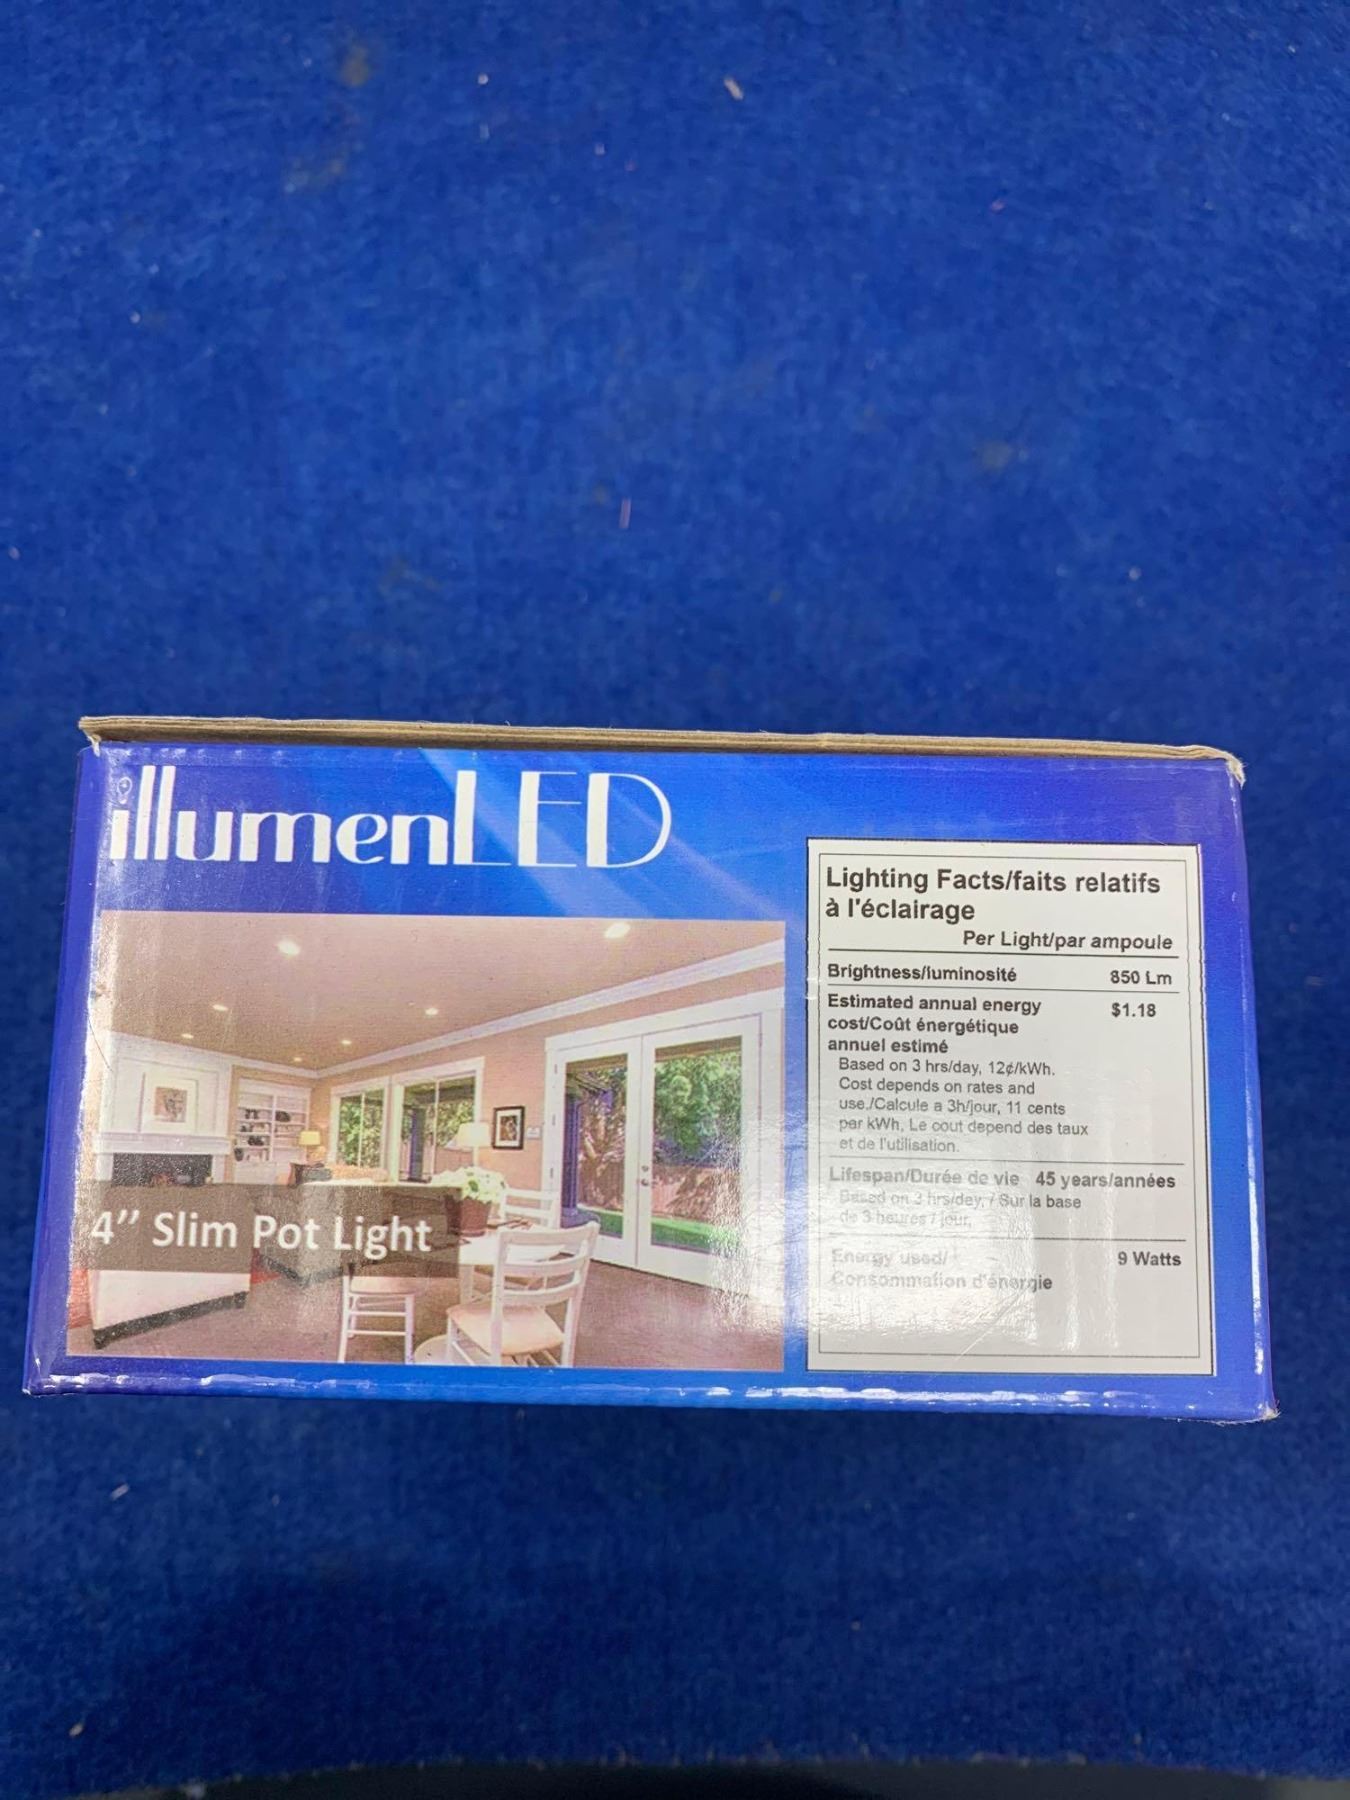 illumenLED
4” Slim Pot Light
Lighting Facts/faits relatifs
à l'éclairage
Per Light/par ampoule
Brightness/luminosité 850 Lm
Estimated annual energy $1.18
cost/Coût énergétique
annuel estimé
Based on 3 hrs/day, 12¢/kWh.
Cost depends on rates and
use./Calcule a 3h/jour, 11 cents
par kWh, Le cout depend des taux
et de l'utilisation.
Lifespan/Durée de vie 45 years/années
Based on 3 hrs/day, / Sur la base
de 3 heures / jour,
Energy used/ 9 Watts
Consommation d'énergie